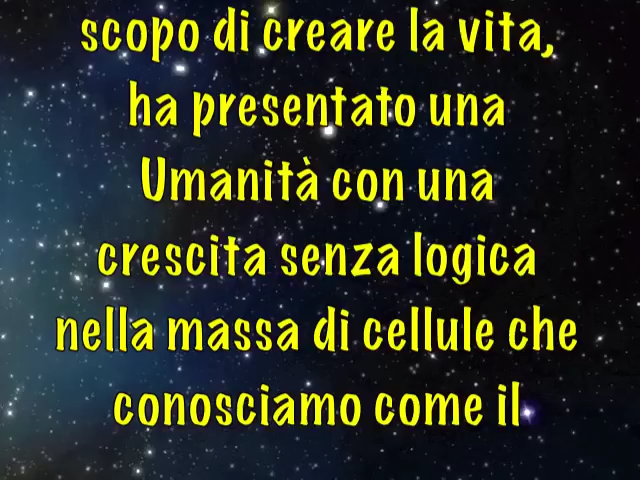 scopo di creare la vita,
ha presentato una
Umanità con una
crescita senza logica
nella massa di cellule che
conosciamo come il